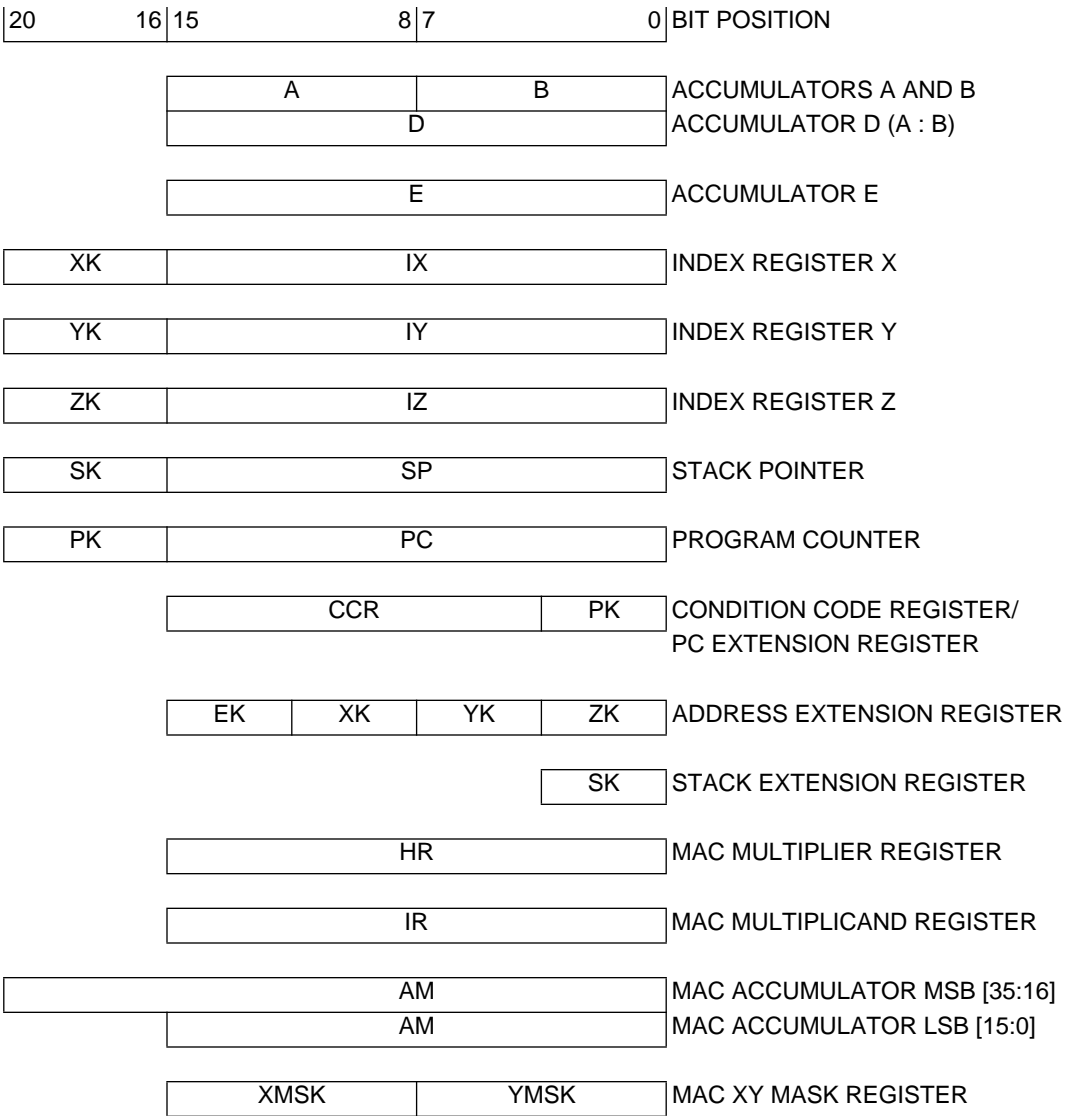 20 16 15 8 7 0 BIT POSITION
A B ACCUMULATORS A AND B
D ACCUMULATOR D (A : B)
E ACCUMULATOR E
XK IX INDEX REGISTER X
YK IY INDEX REGISTER Y
ZK IZ INDEX REGISTER Z
SK SP STACK POINTER
PK PC PROGRAM COUNTER
CCR PK CONDITION CODE REGISTER/
PC EXTENSION REGISTER
EK XK YK ZK ADDRESS EXTENSION REGISTER
SK STACK EXTENSION REGISTER
HR MAC MULTIPLIER REGISTER
IR MAC MULTIPLICAND REGISTER
AM MAC ACCUMULATOR MSB [35:16]
AM MAC ACCUMULATOR LSB [15:0]
XMSK YMSK MAC XY MASK REGISTER